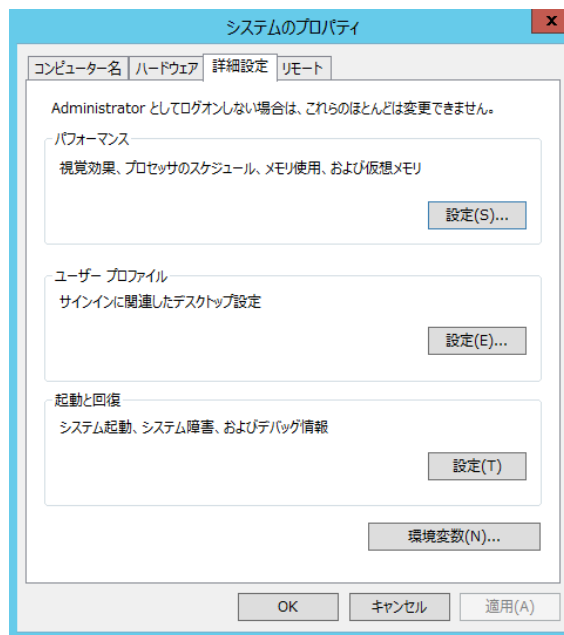 システムのプロパティ
x
コンピューター名 ハードウェア 詳細設定 リモート
Administrator としてログオンしない場合は、これらのほとんどは変更できません。
パフォーマンス
視覚効果、プロセッサのスケジュール、メモリ使用、および仮想メモリ
設定(S)...
ユーザー プロファイル
サインインに関連したデスクトップ設定
設定(E)...
起動と回復
システム起動、システム障害、およびデバッグ情報
設定(T)
環境変数(N)...
OK キャンセル 適用(A)